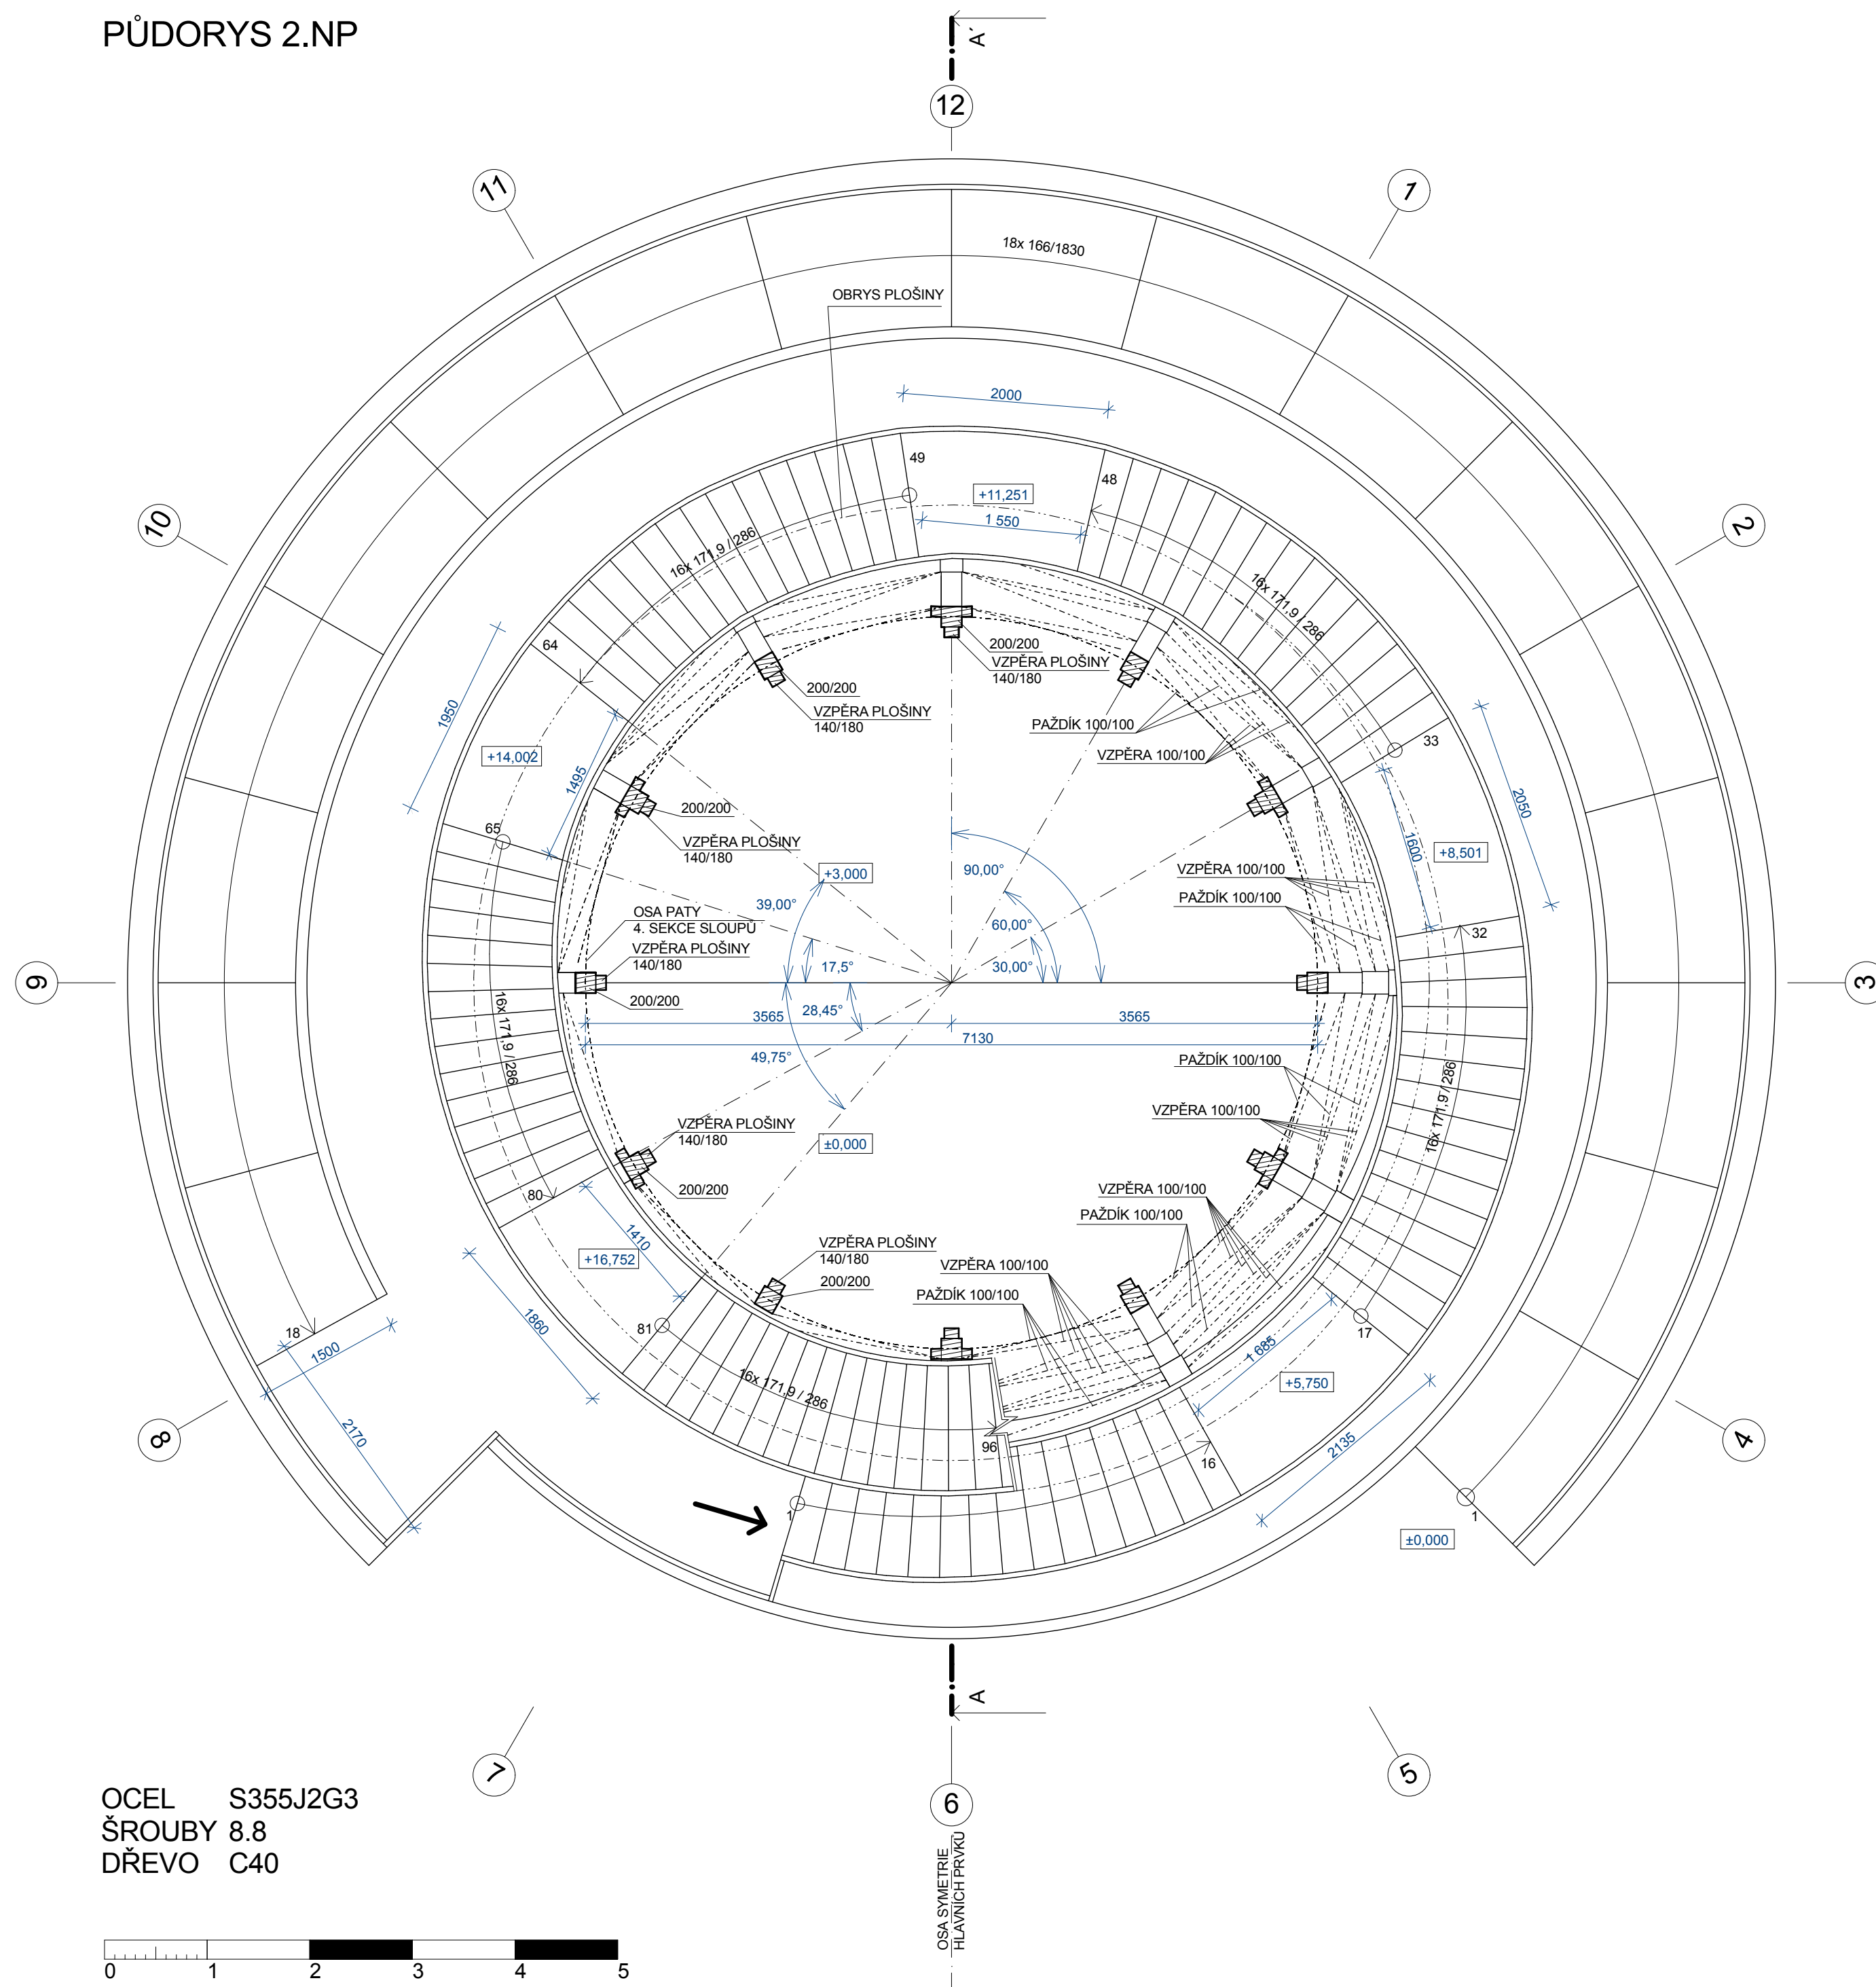 PŮDORYS 2.NP
A´
12
11
1
18x 166/1830
OBRYS PLOŠINY
2000
49
48
+11,251
1 550
10
2
16x 171,9 / 286
16x 171,9 / 286
64
33
200/200
VZPĚRA PLOŠINY
140/180
200/200
VZPĚRA PLOŠINY
140/180
PAŽDÍK 100/100
VZPĚRA 100/100
1950
+14,002
1495
2050
1600
+8,501
65
200/200
VZPĚRA PLOŠINY
140/180
+3,000
90,00°
VZPĚRA 100/100
PAŽDÍK 100/100
39,00°
60,00°
OSA PATY
4. SEKCE SLOUPŮ
VZPĚRA PLOŠINY
140/180
32
17,5°
30,00°
9
3
200/200
28,45°
3565
3565
7130
49,75°
16x 171,9 / 286
16x 171,9 / 286
PAŽDÍK 100/100
VZPĚRA 100/100
VZPĚRA PLOŠINY
140/180
±0,000
200/200
80
VZPĚRA 100/100
PAŽDÍK 100/100
1410
+16,752
VZPĚRA PLOŠINY
140/180
200/200
VZPĚRA 100/100
PAŽDÍK 100/100
1860
81
18
1500
17
1 685
+5,750
16x 171,9 / 286
2170
8
4
96
16
2135
1
1
±0,000
A
7
5
6
OCEL S355J2G3
ŠROUBY 8.8
DŘEVO C40
OSA SYMETRIE
HLAVNÍCH PRVKŮ
0 1 2 3 4 5